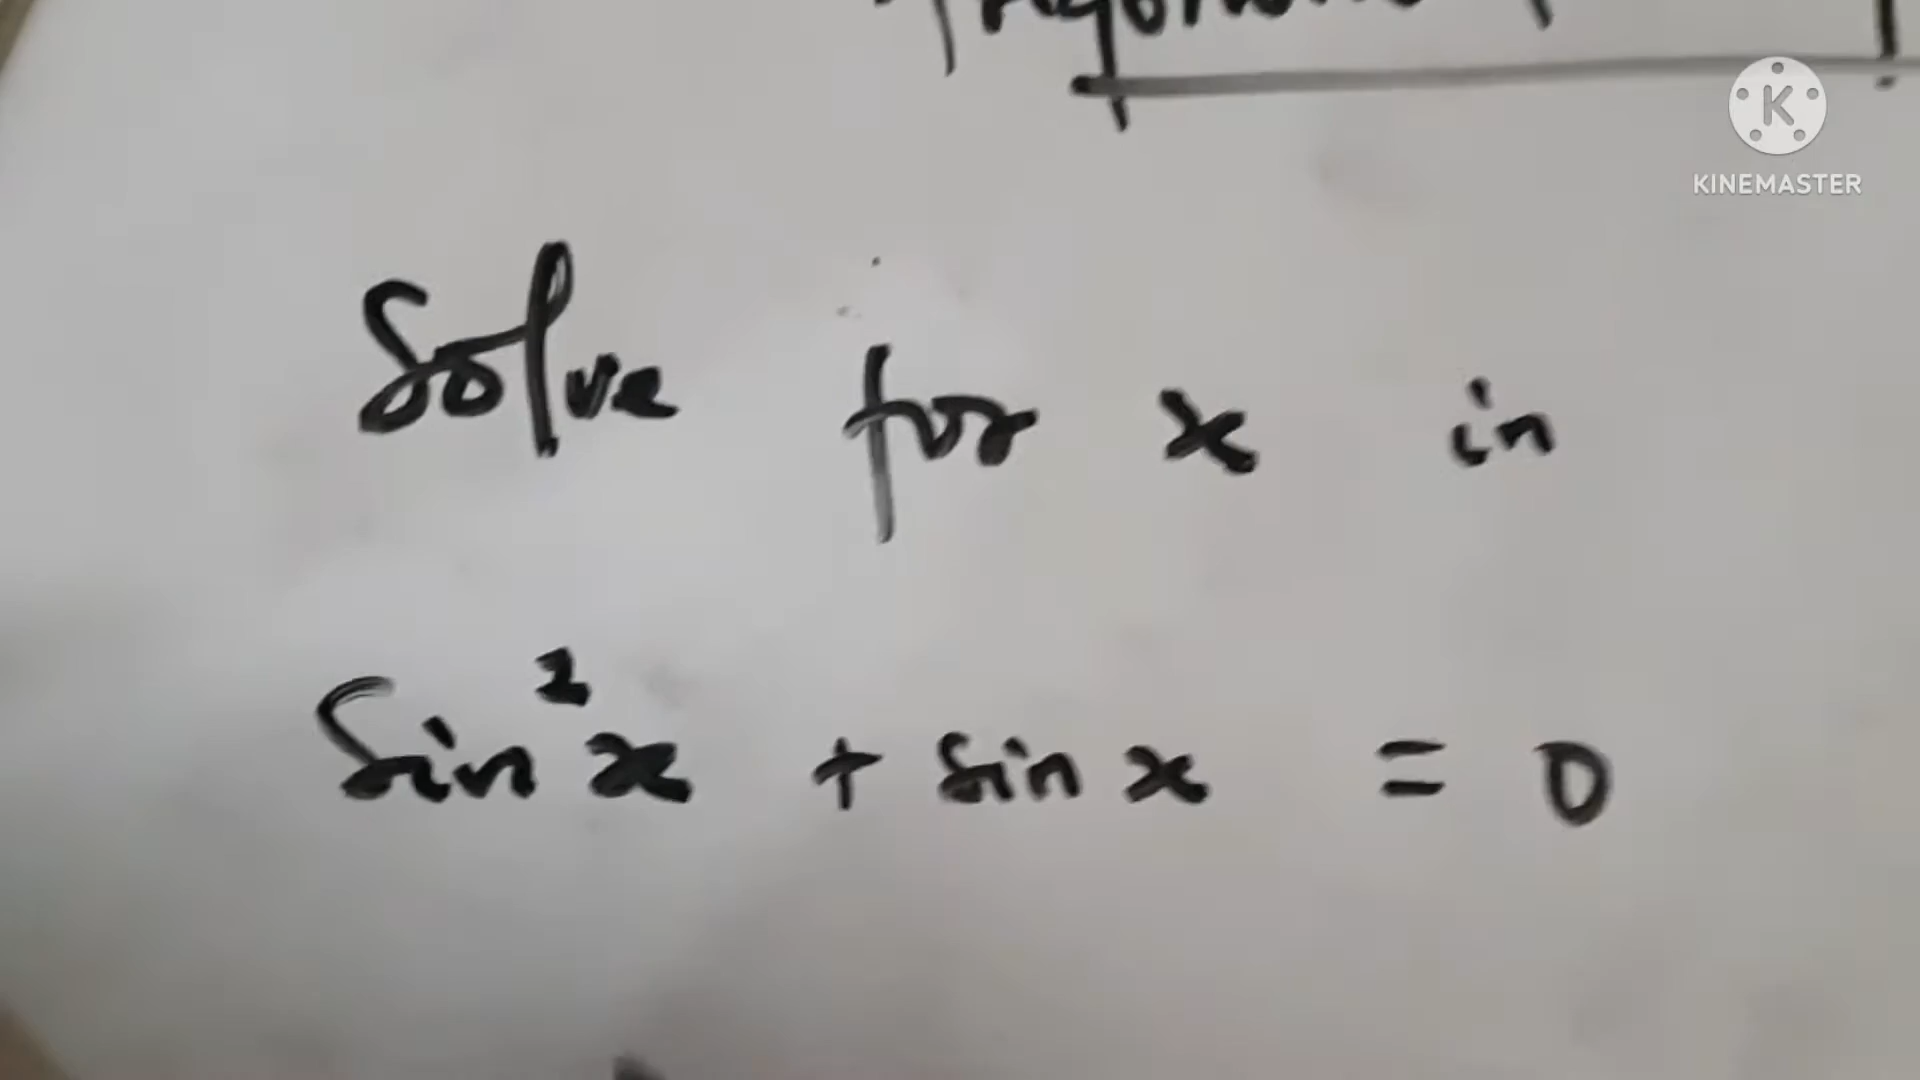 KINEMASTER
Solve for x in
Sin²x + sin x = 0